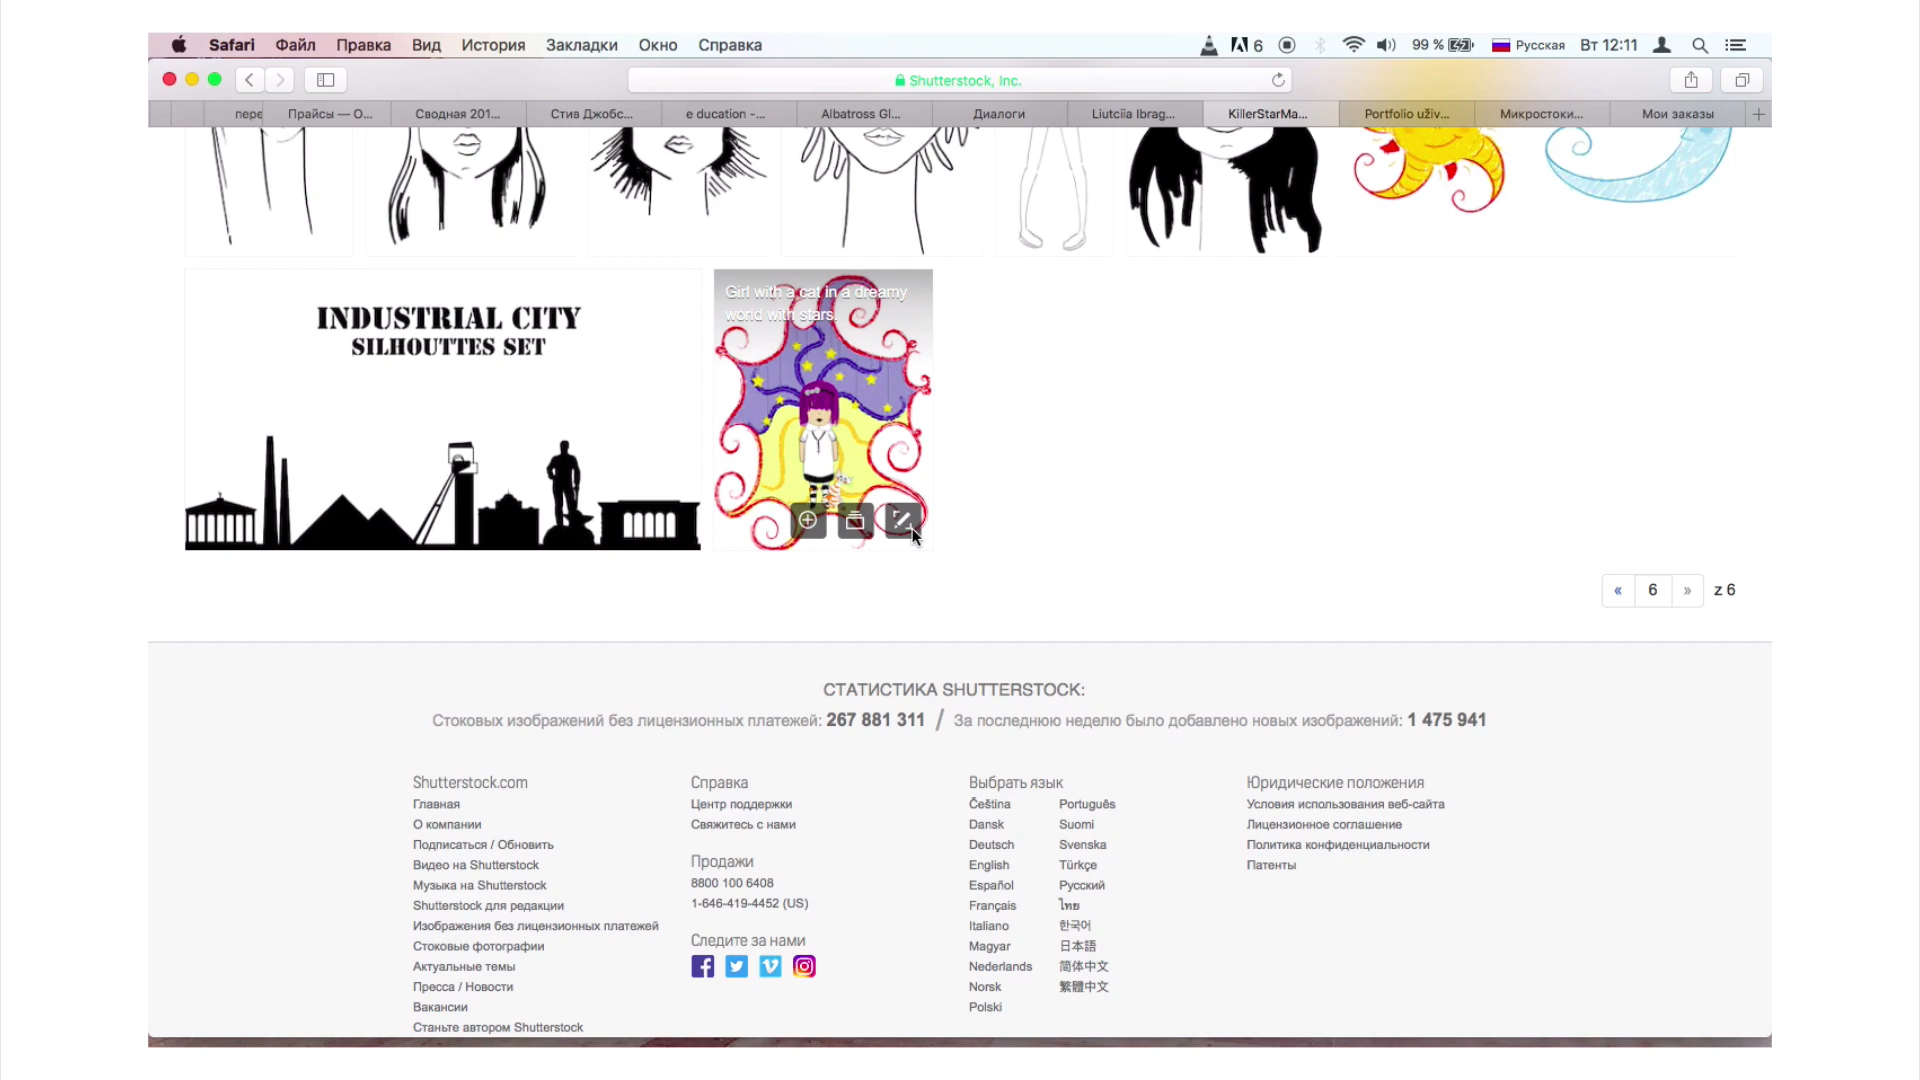 Safari Файл Правка Вид История Закладки Окно Справка
6 99 % Русская Вт 12:11
Shutterstock, Inc.
пере Прайсы — О... Сводная 201... Стив Джобс... e ducation -... Albatross Gl... Диалоги Liutciia Ibrag... KillerStarMa... Portfolio uživ... Микростоки... Мои заказы
INDUSTRIAL CITY
SILHOUTTES SET
Girl with a cat in a dreamy
world with stars.
« 6 » z 6
СТАТИСТИКА SHUTTERSTOCK:
Стоковых изображений без лицензионных платежей: 267 881 311 / За последнюю неделю было добавлено новых изображений: 1 475 941
Shutterstock.com
Главная
О компании
Подписаться / Обновить
Видео на Shutterstock
Музыка на Shutterstock
Shutterstock для редакции
Изображения без лицензионных платежей
Стоковые фотографии
Актуальные темы
Пресса / Новости
Вакансии
Станьте автором Shutterstock
Справка
Центр поддержки
Свяжитесь с нами
Продажи
8800 100 6408
1-646-419-4452 (US)
Следите за нами
Выбрать язык
Čeština
Dansk
Deutsch
English
Español
Français
Italiano
Magyar
Nederlands
Norsk
Polski
Português
Suomi
Svenska
Türkçe
Русский
ไทย
한국어
日本語
简体中文
繁體中文
Юридические положения
Условия использования веб-сайта
Лицензионное соглашение
Политика конфиденциальности
Патенты